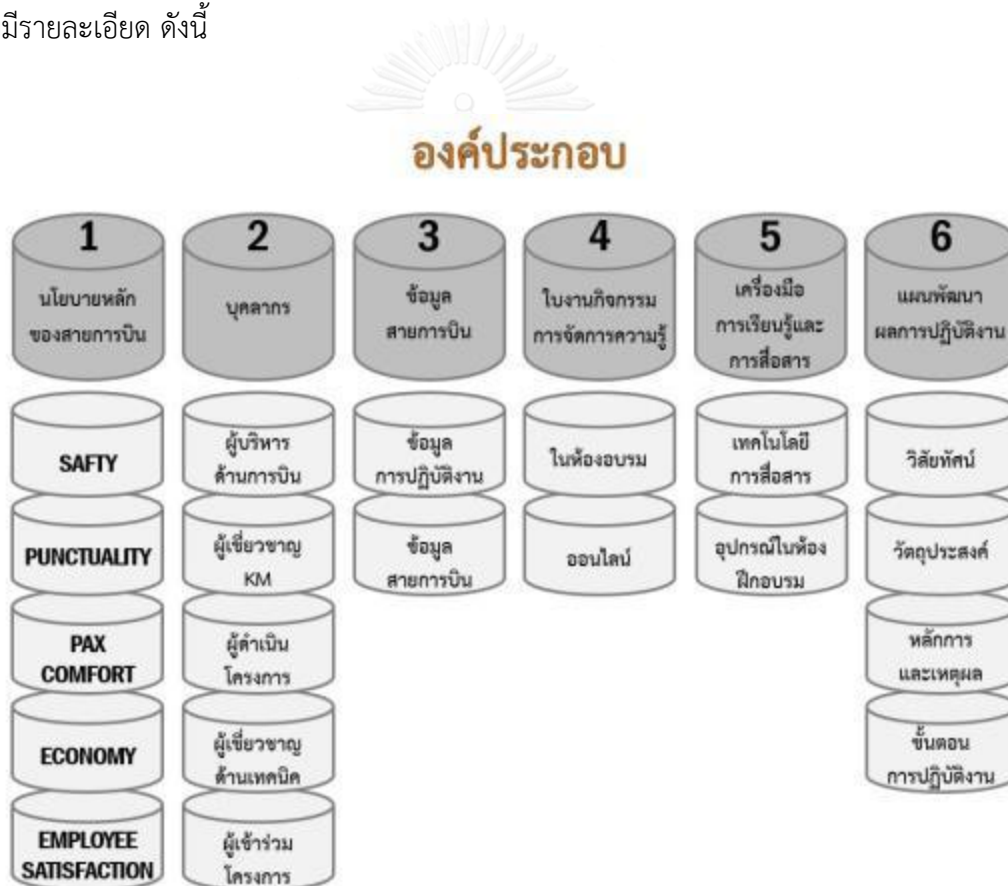 มีรายละเอียด ดังนี้
องค์ประกอบ
1
นโยบายหลัก
ของสายการบิน
SAFTY
PUNCTUALITY
PAX
COMFORT
ECONOMY
EMPLOYEE
SATISFACTION
2
บุคลากร
ผู้บริหาร
ด้านการบิน
ผู้เชี่ยวชาญ
KM
ผู้ดำเนิน
โครงการ
ผู้เชี่ยวชาญ
ด้านเทคนิค
ผู้เข้าร่วม
โครงการ
3
ข้อมูล
สายการบิน
ข้อมูล
การปฏิบัติงาน
ข้อมูล
สายการบิน
4
ใบงานกิจกรรม
การจัดการความรู้
ในห้องอบรม
ออนไลน์
5
เครื่องมือ
การเรียนรู้และ
การสื่อสาร
เทคโนโลยี
การสื่อสาร
อุปกรณ์ในห้อง
ฝึกอบรม
6
แผนพัฒนา
ผลการปฏิบัติงาน
วิสัยทัศน์
วัตถุประสงค์
หลักการ
และเหตุผล
ขั้นตอน
การปฏิบัติงาน